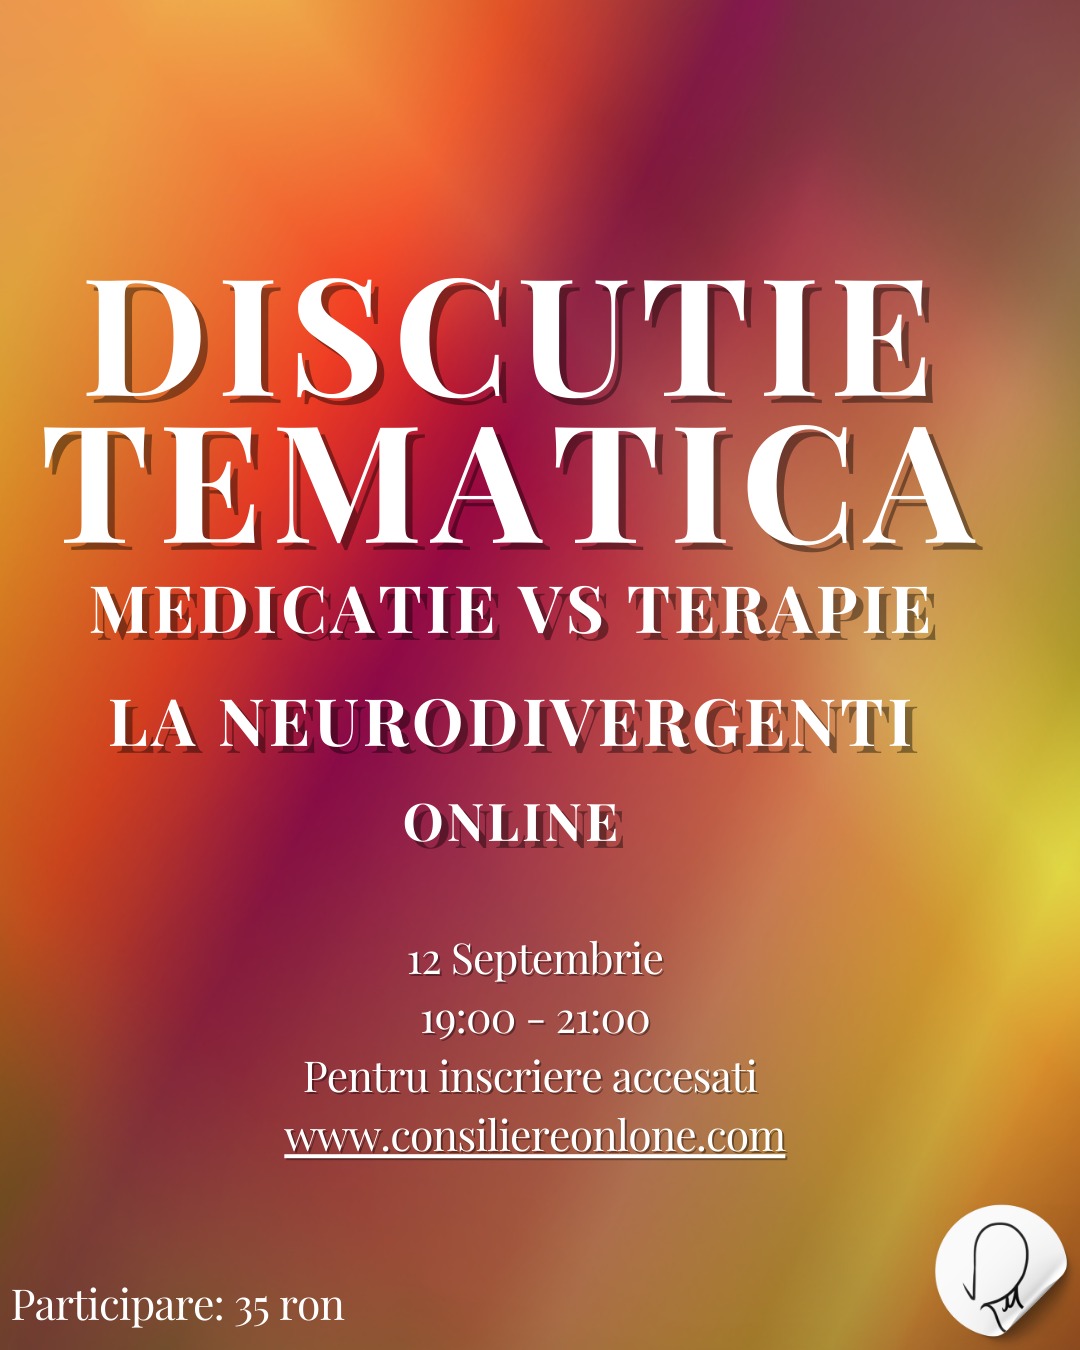 DISCUTIE
TEMATICA
MEDICATIE VS TERAPIE
LA NEURODIVERGENTI
ONLINE
12 Septembrie
19:00 - 21:00
Pentru inscriere accesati
www.consiliereonlone.com
Participare: 35 ron